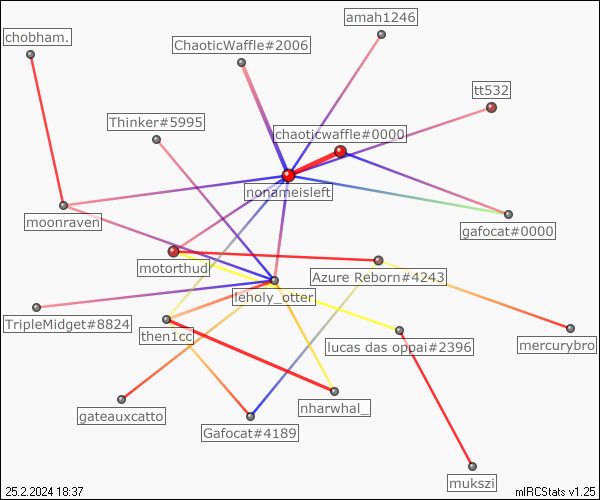 amah1246
chobham.
ChaoticWaffle#2006
tt532
Thinker#5995
chaoticwaffle#0000
nonameisleft
moonraven
gafocat#0000
motorthud
Azure Reborn#4243
leholy_otter
TripleMidget#8824
then1cc
lucas das oppai#2396
mercurybro
nharwhal_
gateauxcatto
Gafocat#4189
mukszi
25.2.2024 18:37
mIRCStats v1.25